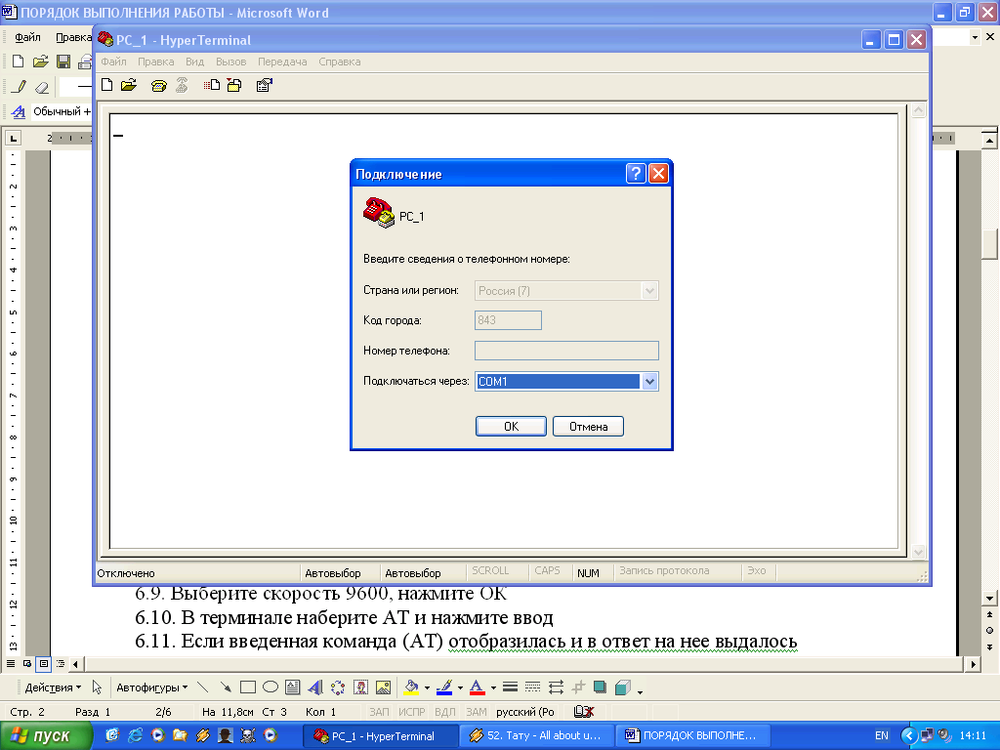 ПОРЯДОК ВЫПОЛНЕНИЯ РАБОТЫ - Microsoft Word
Файл Правка
PC_1 - HyperTerminal
Файл Правка Вид Вызов Передача Справка
Обычный +
Подключение
PC_1
Введите сведения о телефонном номере:
Страна или регион: Россия (7)
Код города: 843
Номер телефона:
Подключаться через: COM1
ОК Отмена
Отключено Автовыбор Автовыбор SCROLL CAPS NUM Запись протокола Эхо
6.9. Выберите скорость 9600, нажмите ОК
6.10. В терминале наберите АТ и нажмите ввод
6.11. Если введенная команда (АТ) отобразилась и в ответ на нее выдалось
Действия Автофигуры
Стр. 2 Разд 1 2/6 На 11,8см Ст 3 Кол 1 ЗАП ИСПР ВДЛ ЗАМ русский (Ро
пуск PC_1 - HyperTerminal 52. Тату - All about u... ПОРЯДОК ВЫПОЛНЕ... EN 14:11